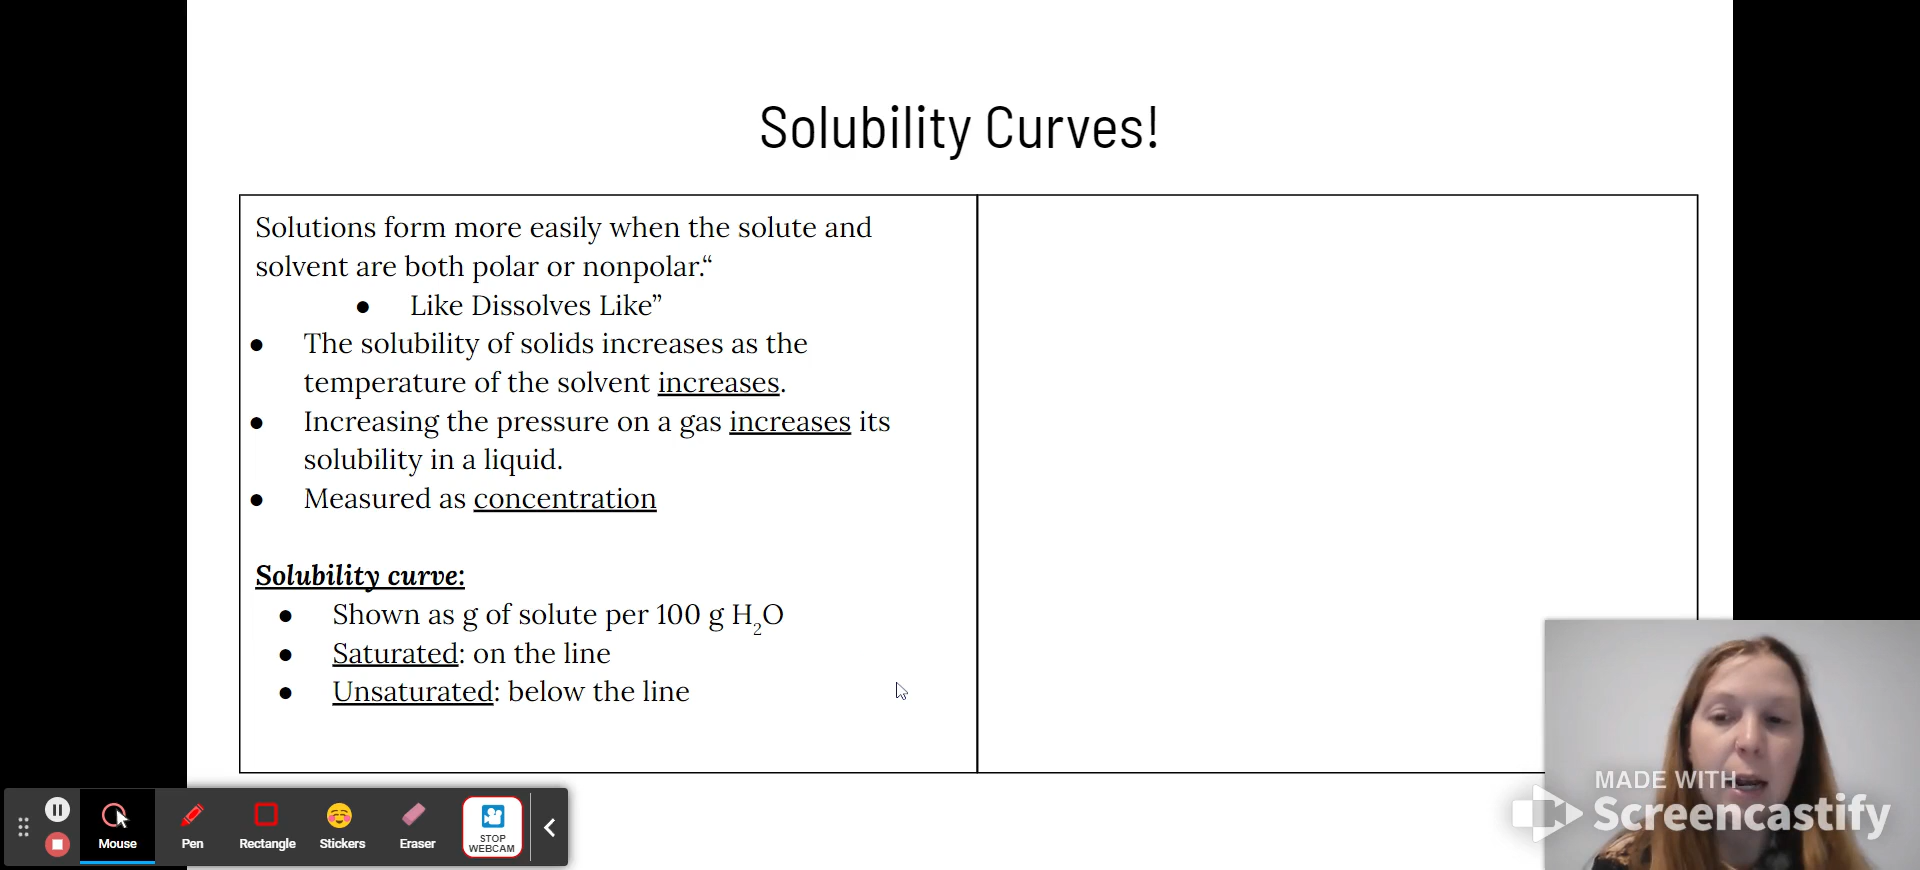 Solubility Curves!
Solutions form more easily when the solute and
solvent are both polar or nonpolar.“
● Like Dissolves Like”
● The solubility of solids increases as the
temperature of the solvent increases.
● Increasing the pressure on a gas increases its
solubility in a liquid.
● Measured as concentration
Solubility curve:
● Shown as g of solute per 100 g H₂O
● Saturated: on the line
● Unsaturated: below the line
Mouse
Pen
Rectangle
Stickers
Eraser
STOP
WEBCAM
MADE WITH
Screencastify